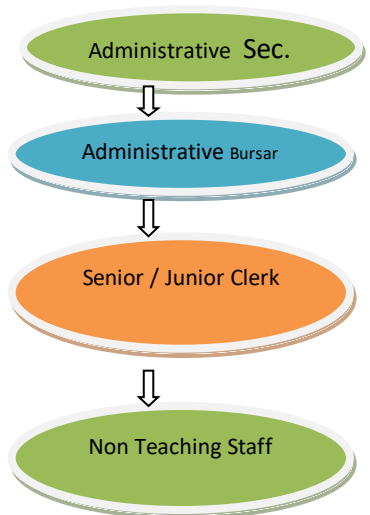 Administrative Sec.
Administrative Bursar
Senior / Junior Clerk
Non Teaching Staff